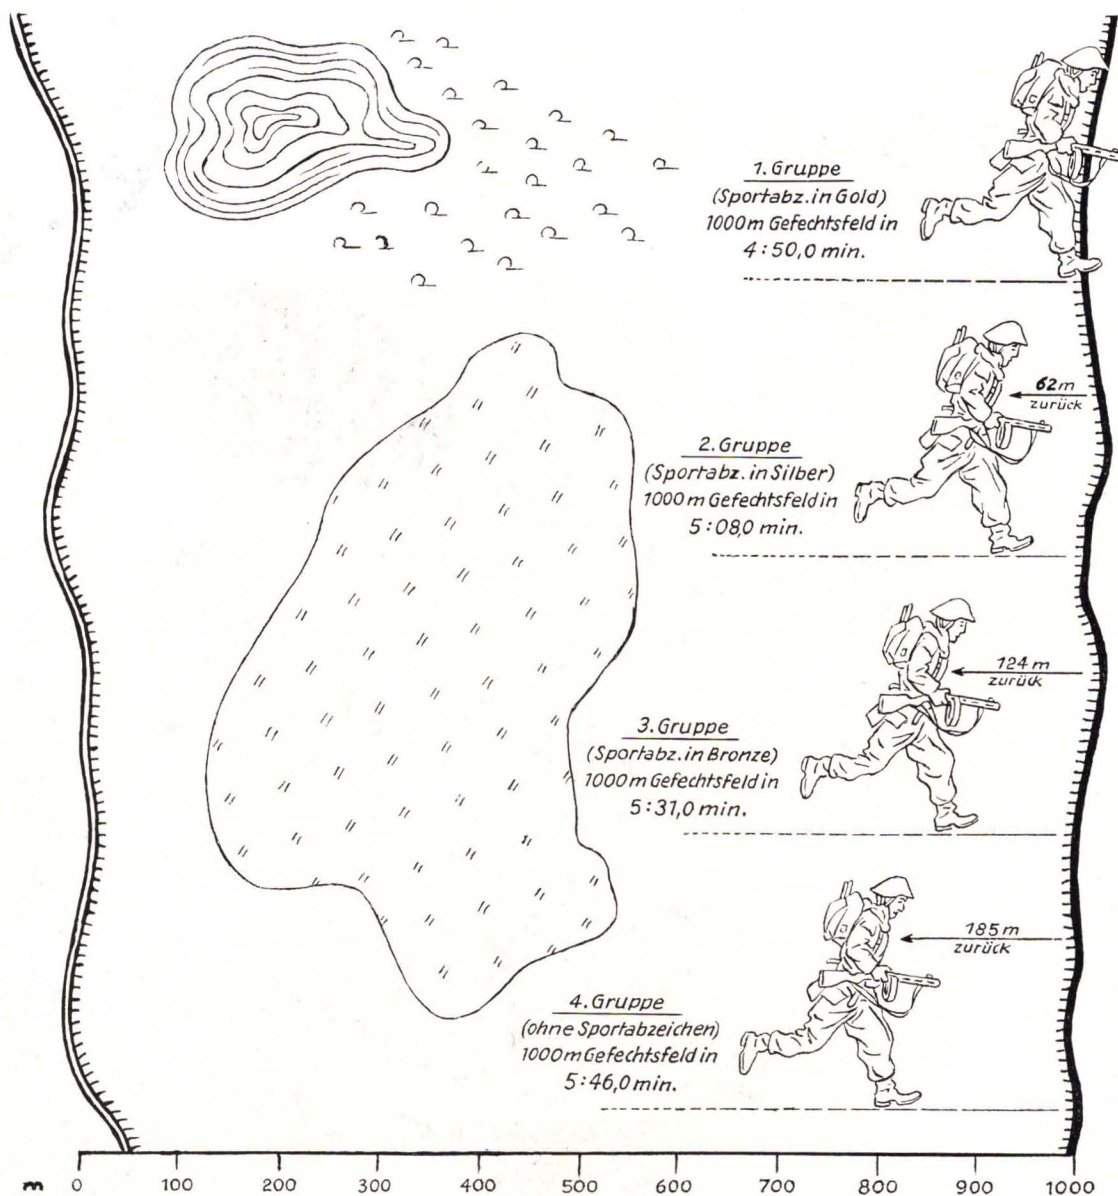 1. Gruppe
(Sportabz. in Gold)
1000 m Gefechtsfeld in
4:50,0 min.
62 m
zurück
2. Gruppe
(Sportabz. in Silber)
1000 m Gefechtsfeld in
5:08,0 min.
124 m
zurück
3. Gruppe
(Sportabz. in Bronze)
1000 m Gefechtsfeld in
5:31,0 min.
185 m
zurück
4. Gruppe
(ohne Sportabzeichen)
1000 m Gefechtsfeld in
5:46,0 min.
m 0 100 200 300 400 500 600 700 800 900 1000